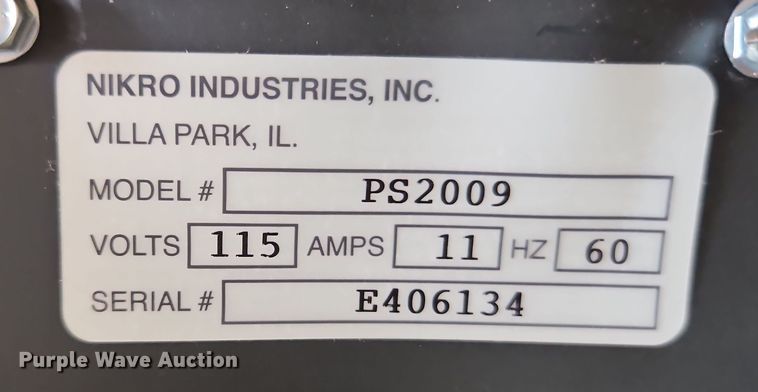 NIKRO INDUSTRIES, INC.
VILLA PARK, IL.
MODEL # PS2009
VOLTS 115 AMPS 11 HZ 60
SERIAL # E406134
Purple Wave Auction